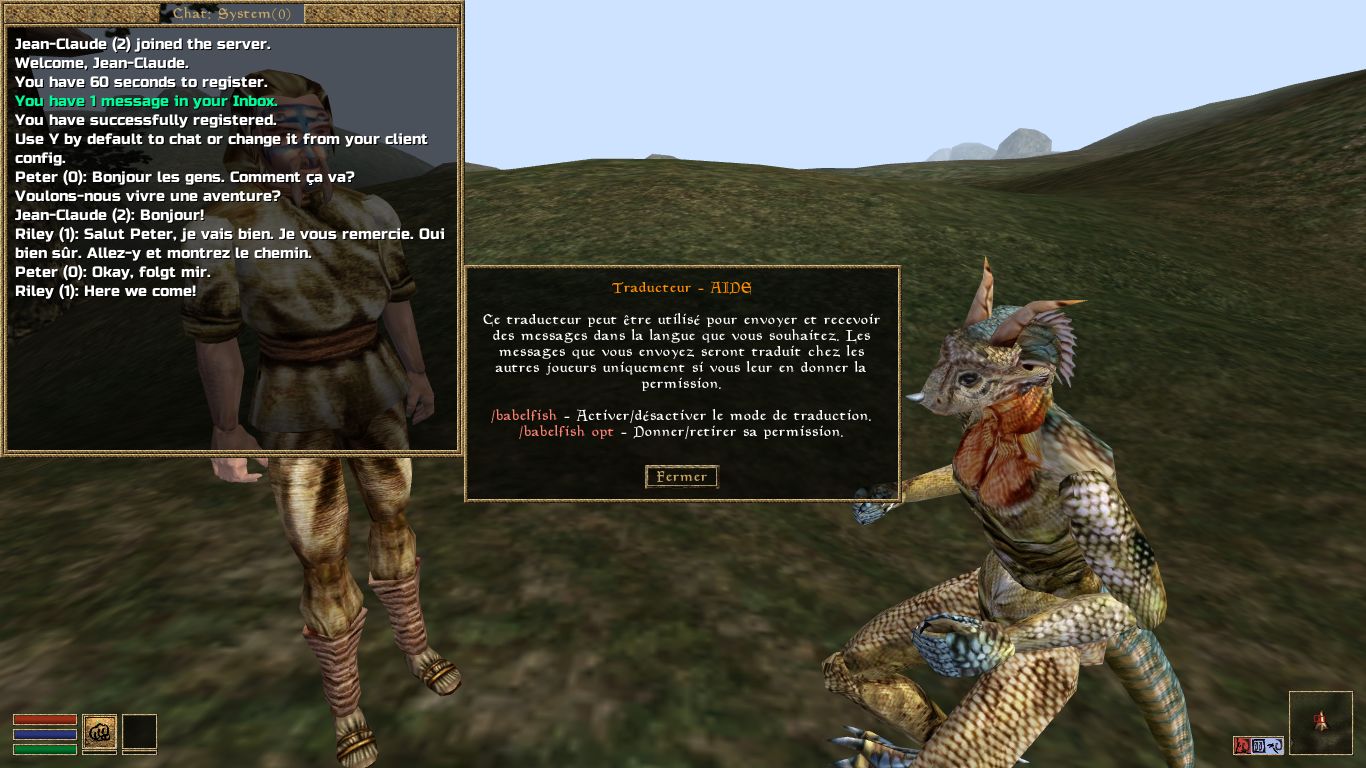 Chat: System(0)
Jean-Claude (2) joined the server.
Welcome, Jean-Claude.
You have 60 seconds to register.
You have 1 message in your Inbox.
You have successfully registered.
Use Y by default to chat or change it from your client
config.
Peter (0): Bonjour les gens. Comment ça va?
Voulons-nous vivre une aventure?
Jean-Claude (2): Bonjour!
Riley (1): Salut Peter, je vais bien. Je vous remercie. Oui
bien sûr. Allez-y et montrez le chemin.
Peter (0): Okay, folgt mir.
Riley (1): Here we come!
Traducteur - AIDE
Ce traducteur peut être utilisé pour envoyer et recevoir
des messages dans la langue que vous souhaitez. Les
messages que vous envoyez seront traduit chez les
autres joueurs uniquement si vous leur en donner la
permission.
/babelfish - Activer/désactiver le mode de traduction.
/babelfish opt - Donner/retirer sa permission.
Fermer